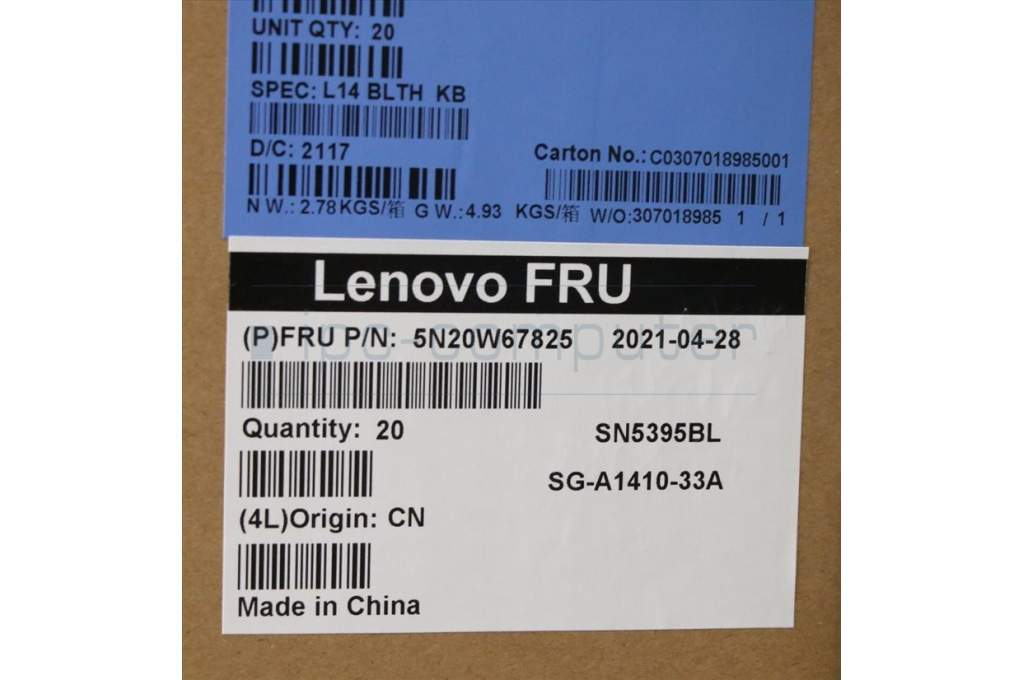 UNIT QTY: 20
SPEC: L14 BLTH KB
D/C: 2117
Carton No.: C0307018985001
N W.: 2.78 KGS/箱 G W.: 4.93 KGS/箱 W/O:307018985 1 / 1
Lenovo FRU
ipc-computer
(P)FRU P/N: 5N20W67825 2021-04-28
Quantity: 20
SN5395BL
SG-A1410-33A
(4L)Origin: CN
Made in China